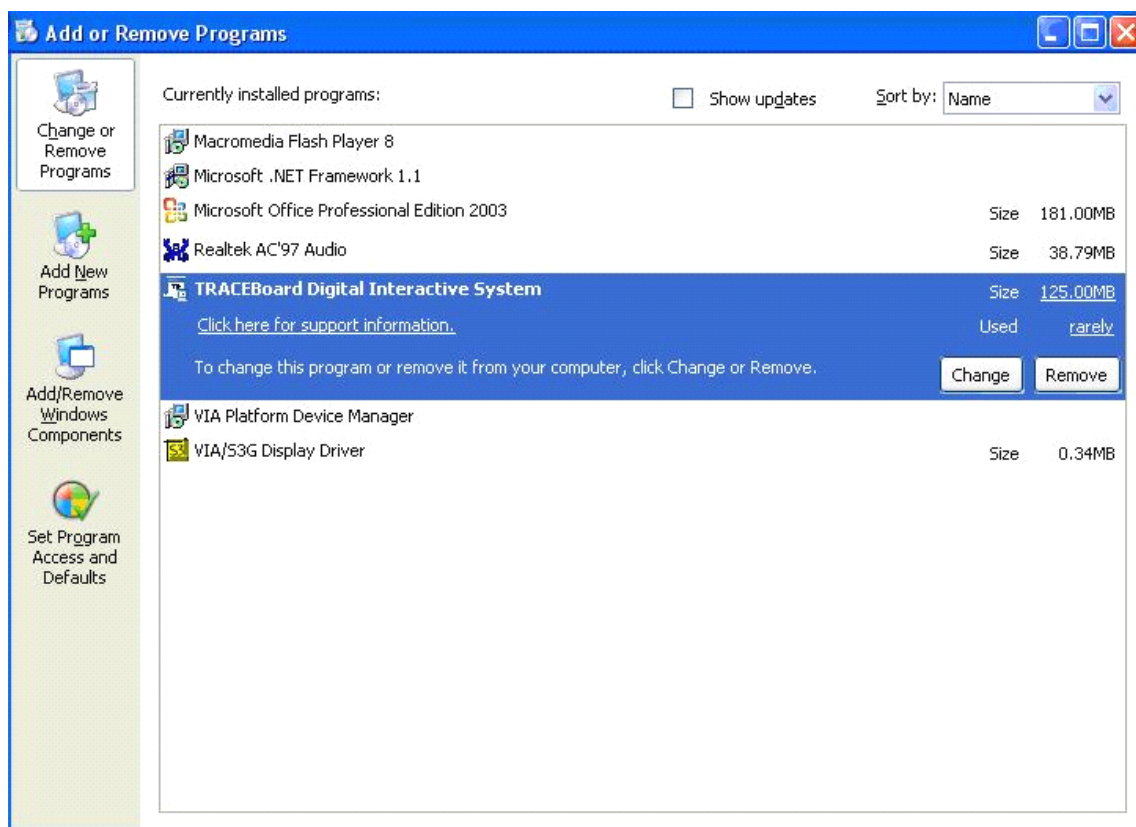 Add or Remove Programs
Change or
Remove
Programs
Add New
Programs
Add/Remove
Windows
Components
Set Program
Access and
Defaults
Currently installed programs:
Show updates
Sort by: Name
Macromedia Flash Player 8
Microsoft .NET Framework 1.1
Microsoft Office Professional Edition 2003 Size 181.00MB
Realtek AC'97 Audio Size 38.79MB
TRACEBoard Digital Interactive System Size 125.00MB
Click here for support information. Used rarely
To change this program or remove it from your computer, click Change or Remove. Change Remove
VIA Platform Device Manager
VIA/S3G Display Driver Size 0.34MB